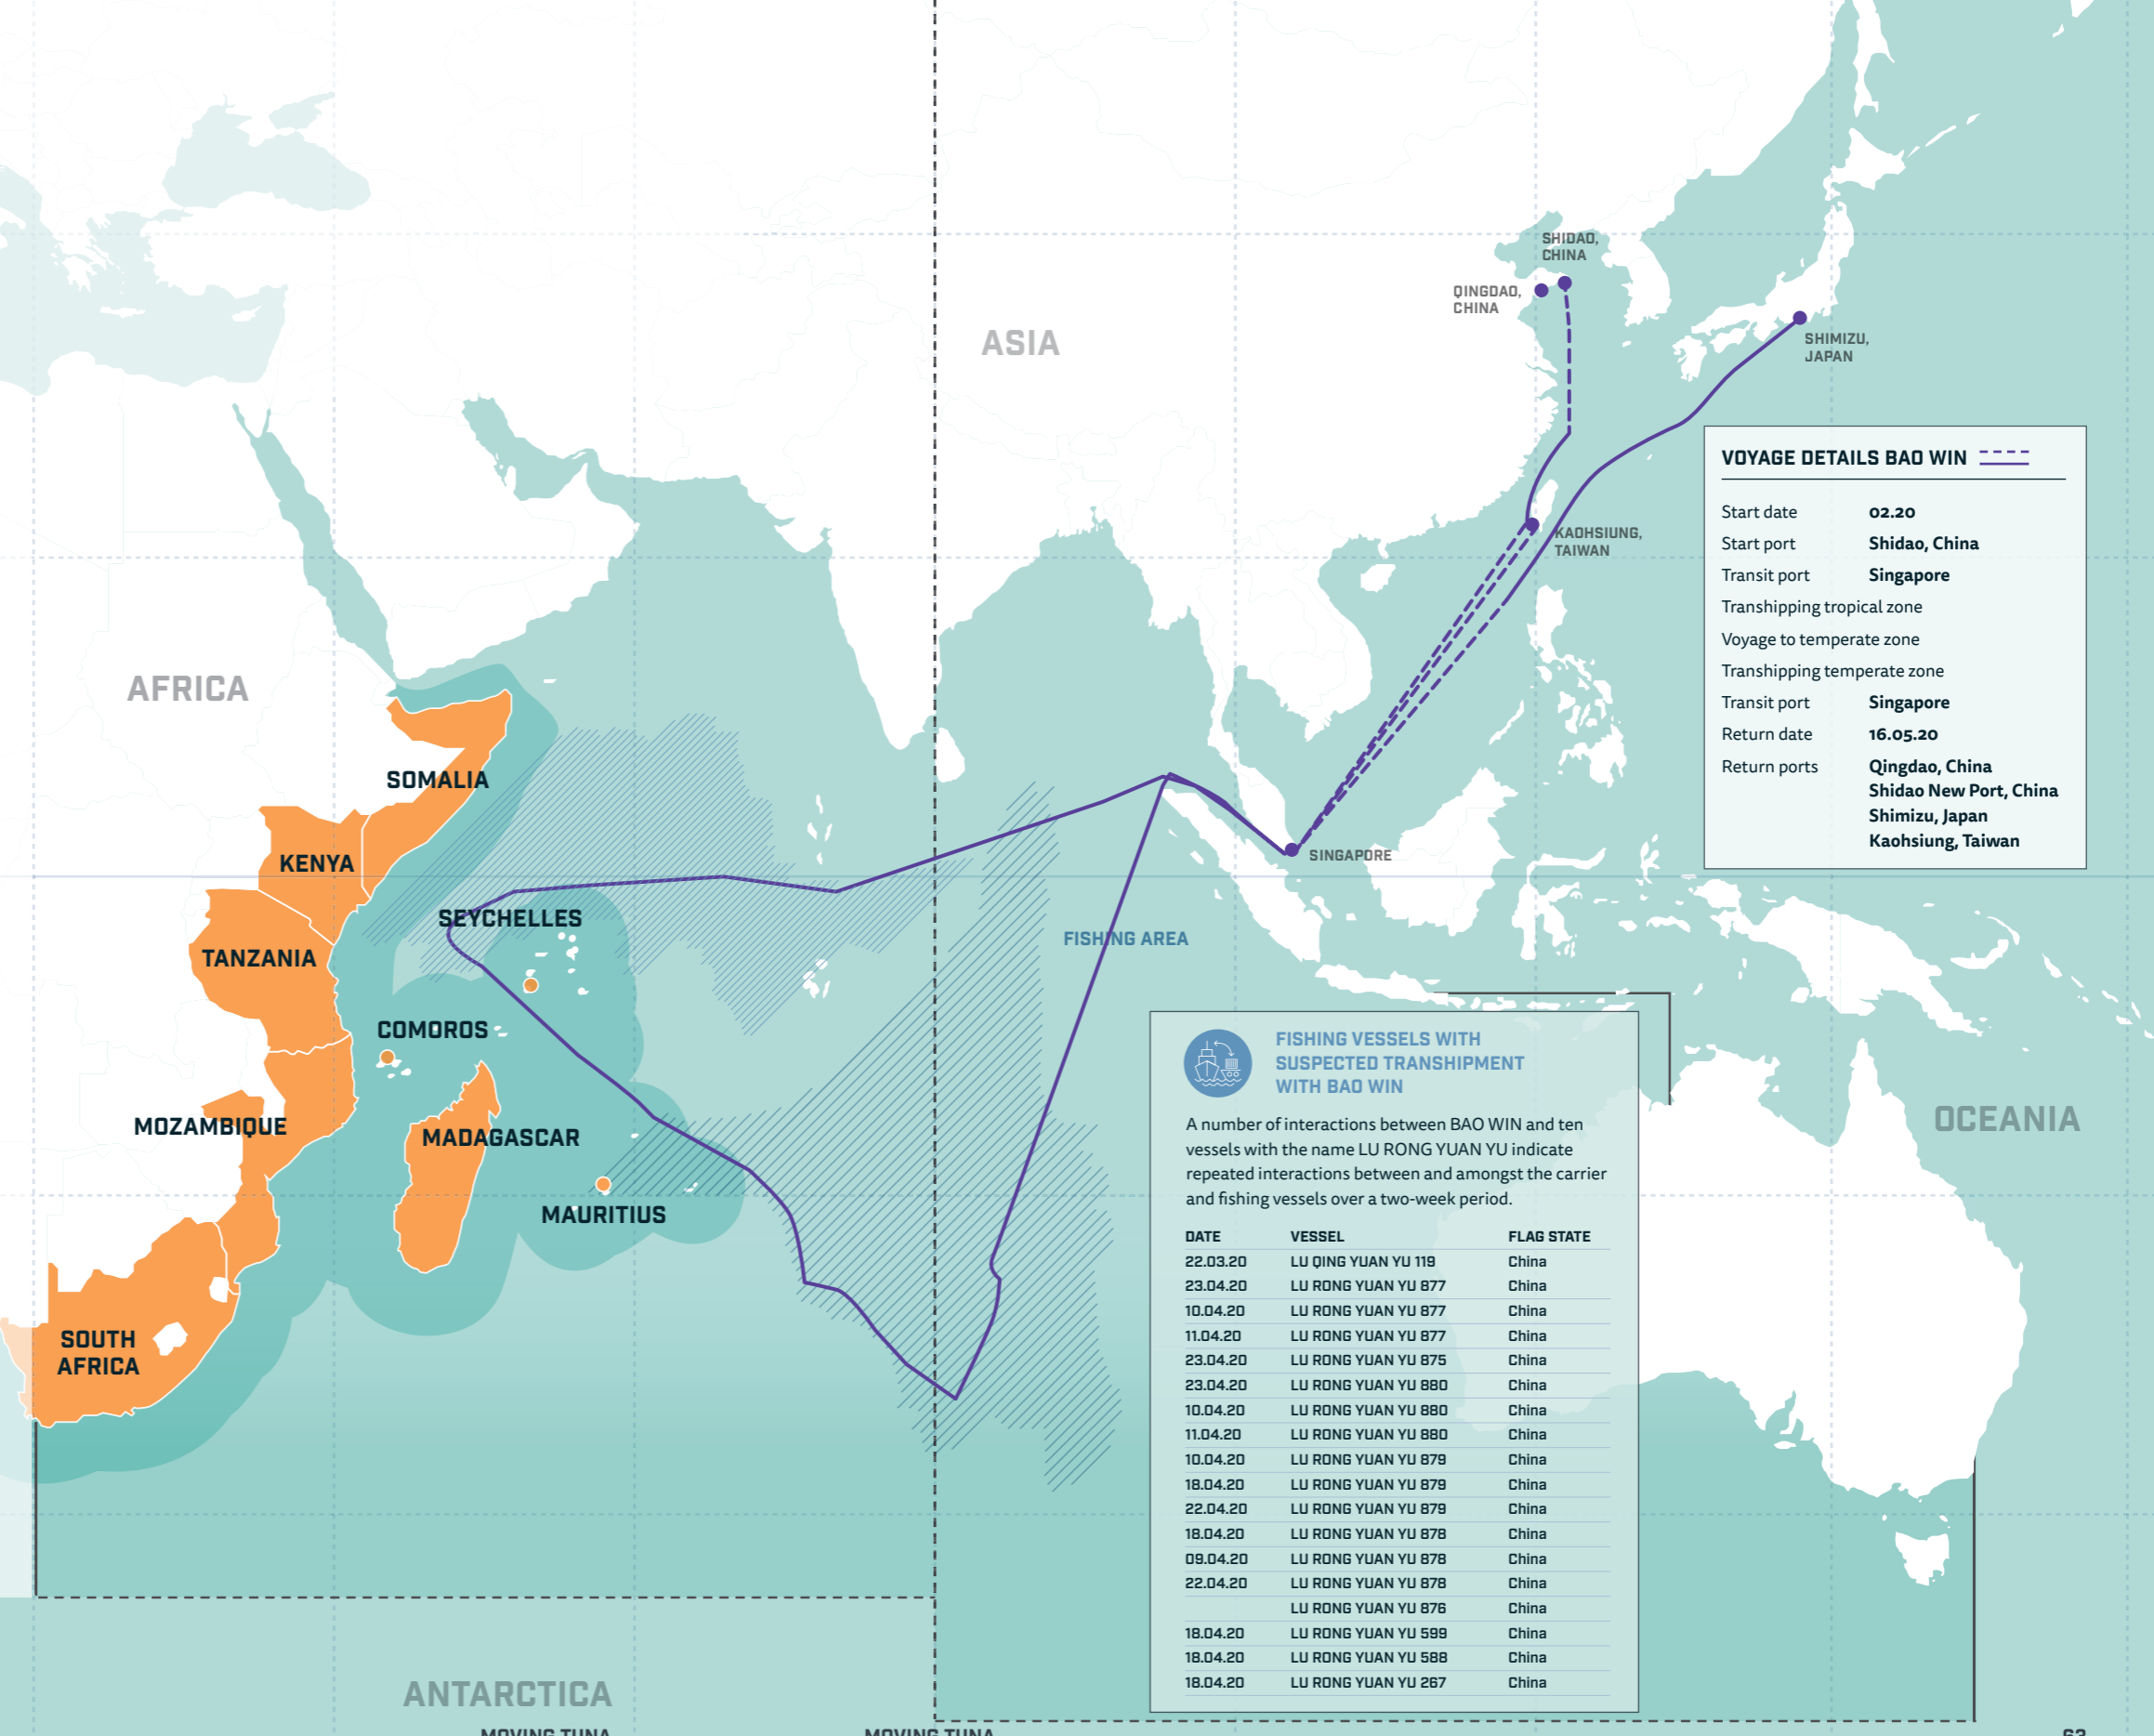 SHIDAO,
CHINA
QINGDAO,
CHINA
ASIA
SHIMIZU,
JAPAN
VOYAGE DETAILS BAO WIN
Start date 02.20
Start port Shidao, China
Transit port Singapore
Transhipping tropical zone
Voyage to temperate zone
Transhipping temperate zone
Transit port Singapore
Return date 16.05.20
Return ports Qingdao, China
Shidao New Port, China
Shimizu, Japan
Kaohsiung, Taiwan
KAOHSIUNG,
TAIWAN
AFRICA
SOMALIA
KENYA
SINGAPORE
SEYCHELLES
FISHING AREA
TANZANIA
COMOROS
MOZAMBIQUE
MADAGASCAR
MAURITIUS
OCEANIA
SOUTH
AFRICA
FISHING VESSELS WITH
SUSPECTED TRANSHIPMENT
WITH BAO WIN
A number of interactions between BAO WIN and ten
vessels with the name LU RONG YUAN YU indicate
repeated interactions between and amongst the carrier
and fishing vessels over a two-week period.
DATE VESSEL FLAG STATE
22.03.20 LU QING YUAN YU 119 China
23.04.20 LU RONG YUAN YU 877 China
10.04.20 LU RONG YUAN YU 877 China
11.04.20 LU RONG YUAN YU 877 China
23.04.20 LU RONG YUAN YU 875 China
23.04.20 LU RONG YUAN YU 880 China
10.04.20 LU RONG YUAN YU 880 China
11.04.20 LU RONG YUAN YU 880 China
10.04.20 LU RONG YUAN YU 879 China
18.04.20 LU RONG YUAN YU 879 China
22.04.20 LU RONG YUAN YU 879 China
18.04.20 LU RONG YUAN YU 878 China
09.04.20 LU RONG YUAN YU 878 China
22.04.20 LU RONG YUAN YU 878 China
LU RONG YUAN YU 876 China
18.04.20 LU RONG YUAN YU 599 China
18.04.20 LU RONG YUAN YU 588 China
18.04.20 LU RONG YUAN YU 267 China
ANTARCTICA
MOVING TUNA
MOVING TUNA